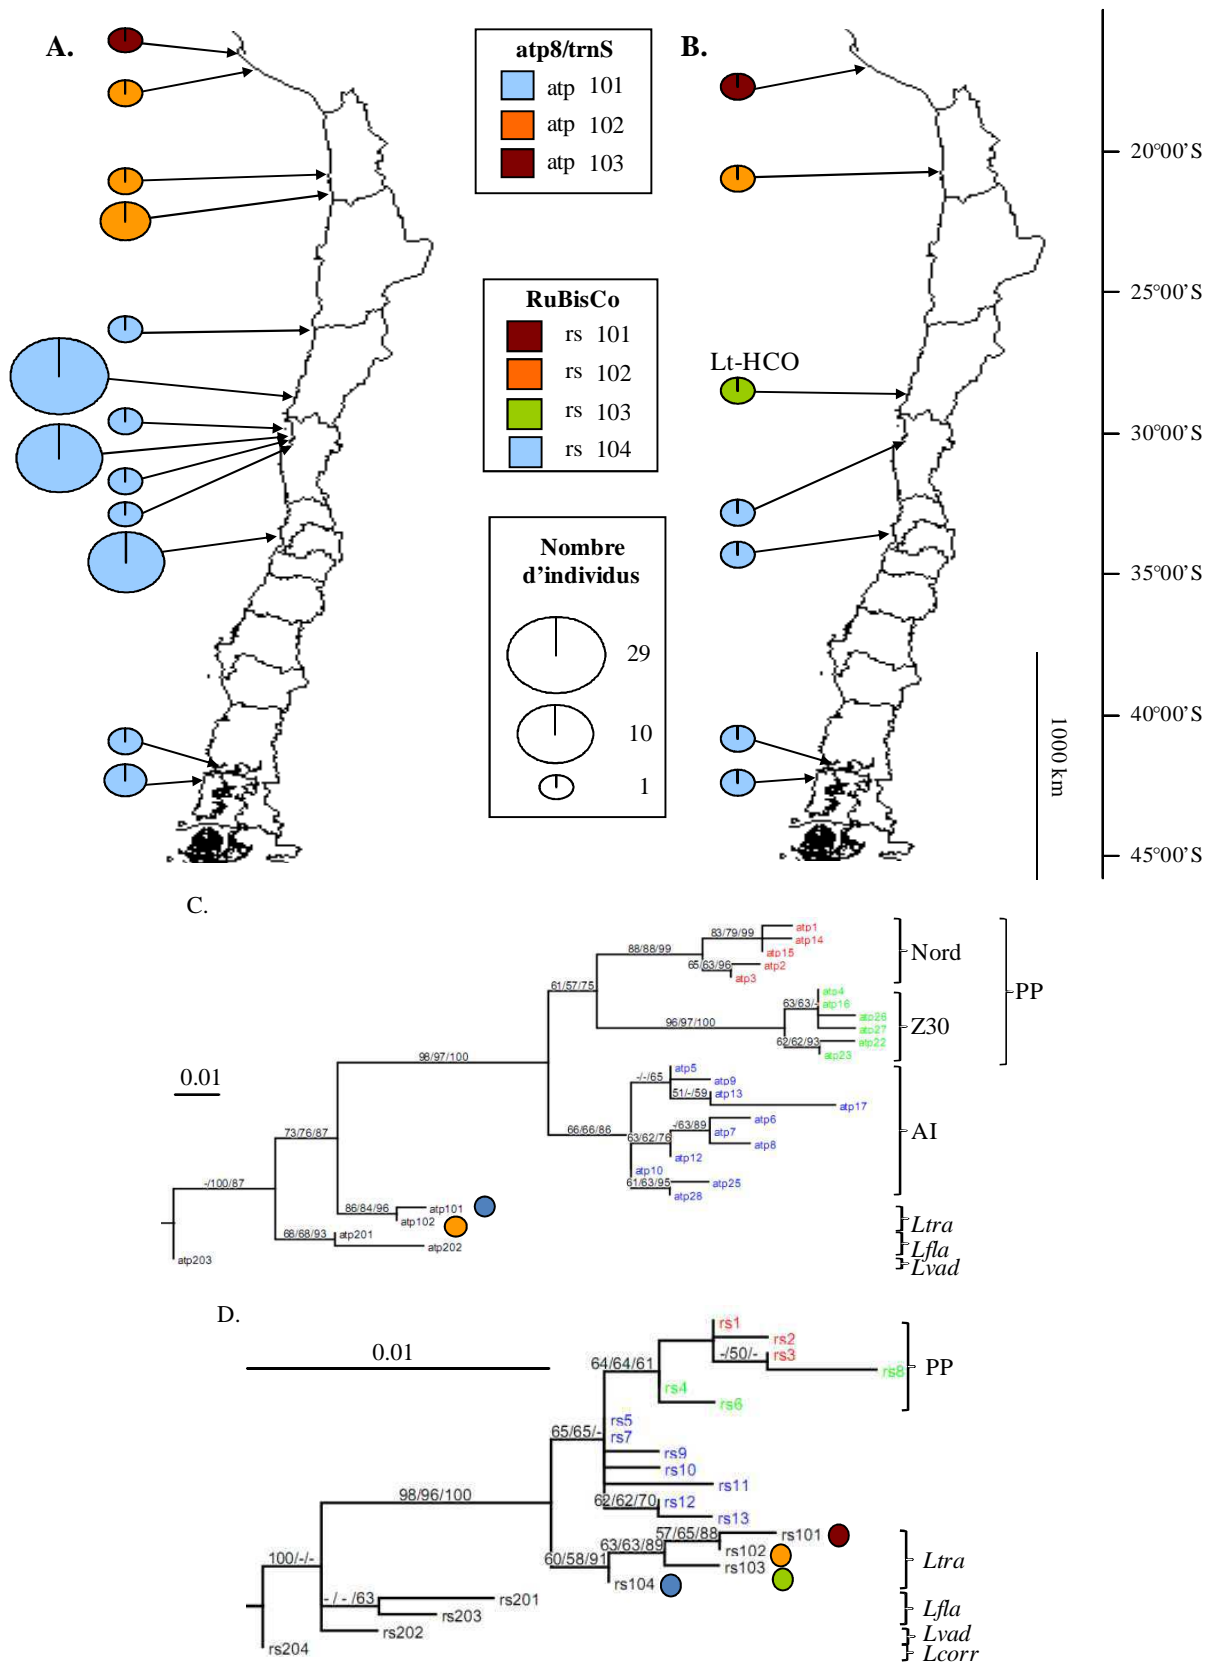 A.
atp8/trnS
atp 101
atp 102
atp 103
B.
20°00'S
25°00'S
RuBisCo
rs 101
rs 102
rs 103
rs 104
Lt-HCO
30°00'S
35°00'S
Nombre
d'individus
29
10
1
40°00'S
1000 km
45°00'S
C.
0.01
83/79/99
88/88/99
65/63/96
61/57/75
63/63/-
96/97/100
62/62/93
98/97/100
-/-/65
51/-/59
-/63/89
66/66/86
63/62/76
61/63/95
73/76/87
-/100/87
86/84/96
68/68/93
atp1
atp14
atp15
atp2
atp3
atp4
atp16
atp26
atp27
atp22
atp23
atp5
atp9
atp13
atp17
atp6
atp7
atp8
atp12
atp10
atp25
atp28
atp101
atp102
atp201
atp202
atp203
Nord
Z30
PP
AI
Ltra
Lfla
Lvad
D.
0.01
64/64/61
-/50/-
65/65/-
98/96/100
62/62/70
57/65/88
63/63/89
60/58/91
100/-/-
- / - /63
rs1
rs2
rs3
rs8
rs4
rs6
rs5
rs7
rs9
rs10
rs11
rs12
rs13
rs101
rs102
rs103
rs104
rs201
rs203
rs202
rs204
PP
Ltra
Lfla
Lvad
Lcorr